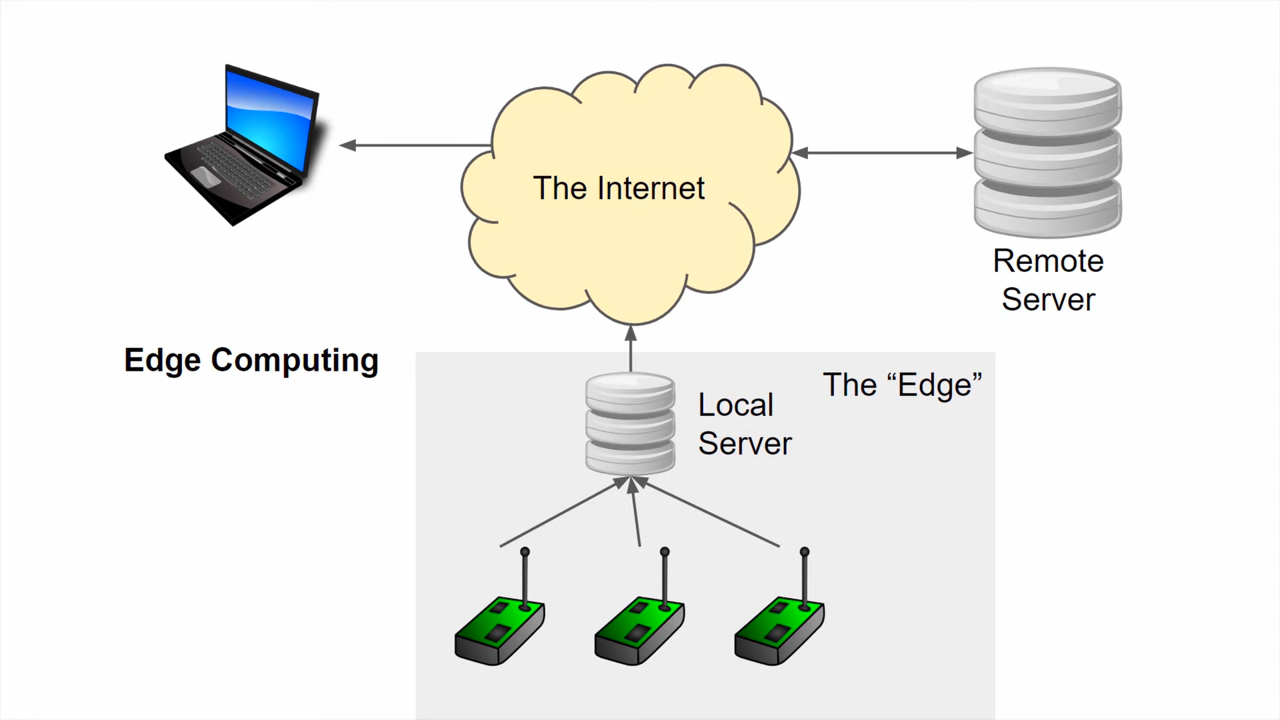 The Internet
Remote
Server
Edge Computing
The “Edge”
Local
Server